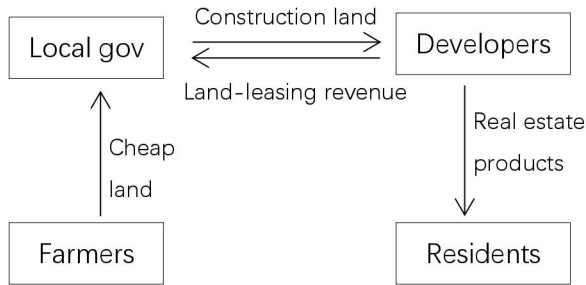 Construction land
Local gov
Developers
Land-leasing revenue
Cheap
land
Real estate
products
Farmers
Residents